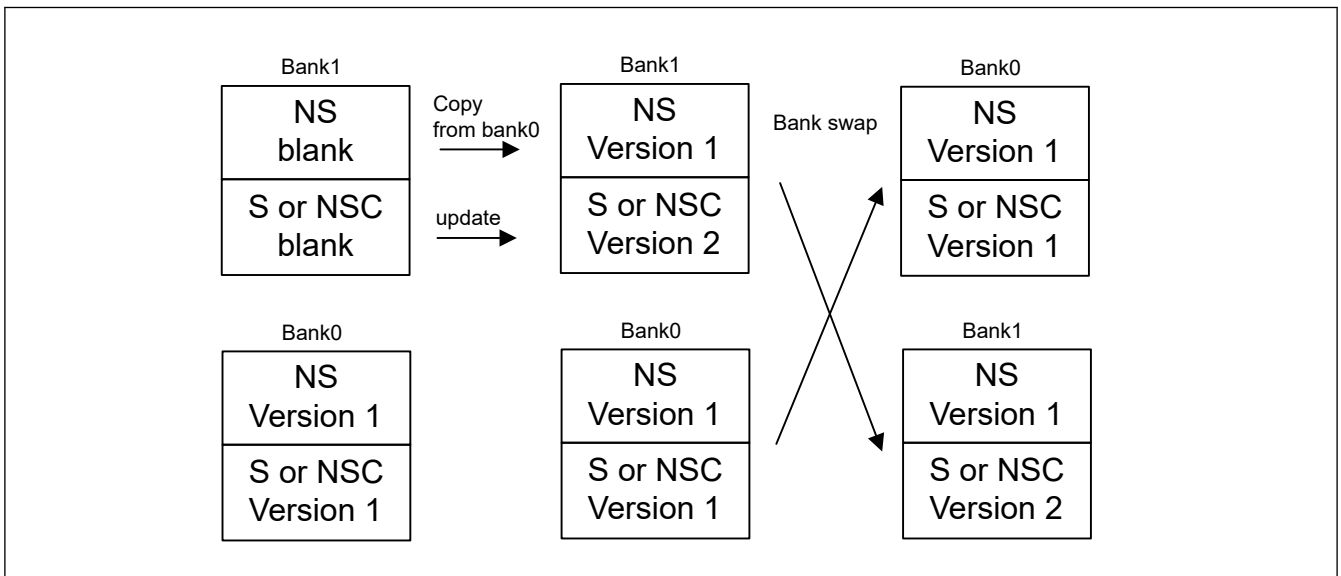 Bank1
NS
blank
S or NSC
blank
Copy
from bank0
update
Bank1
NS
Version 1
S or NSC
Version 2
Bank swap
Bank0
NS
Version 1
S or NSC
Version 1
Bank0
NS
Version 1
S or NSC
Version 1
Bank0
NS
Version 1
S or NSC
Version 1
Bank1
NS
Version 1
S or NSC
Version 2